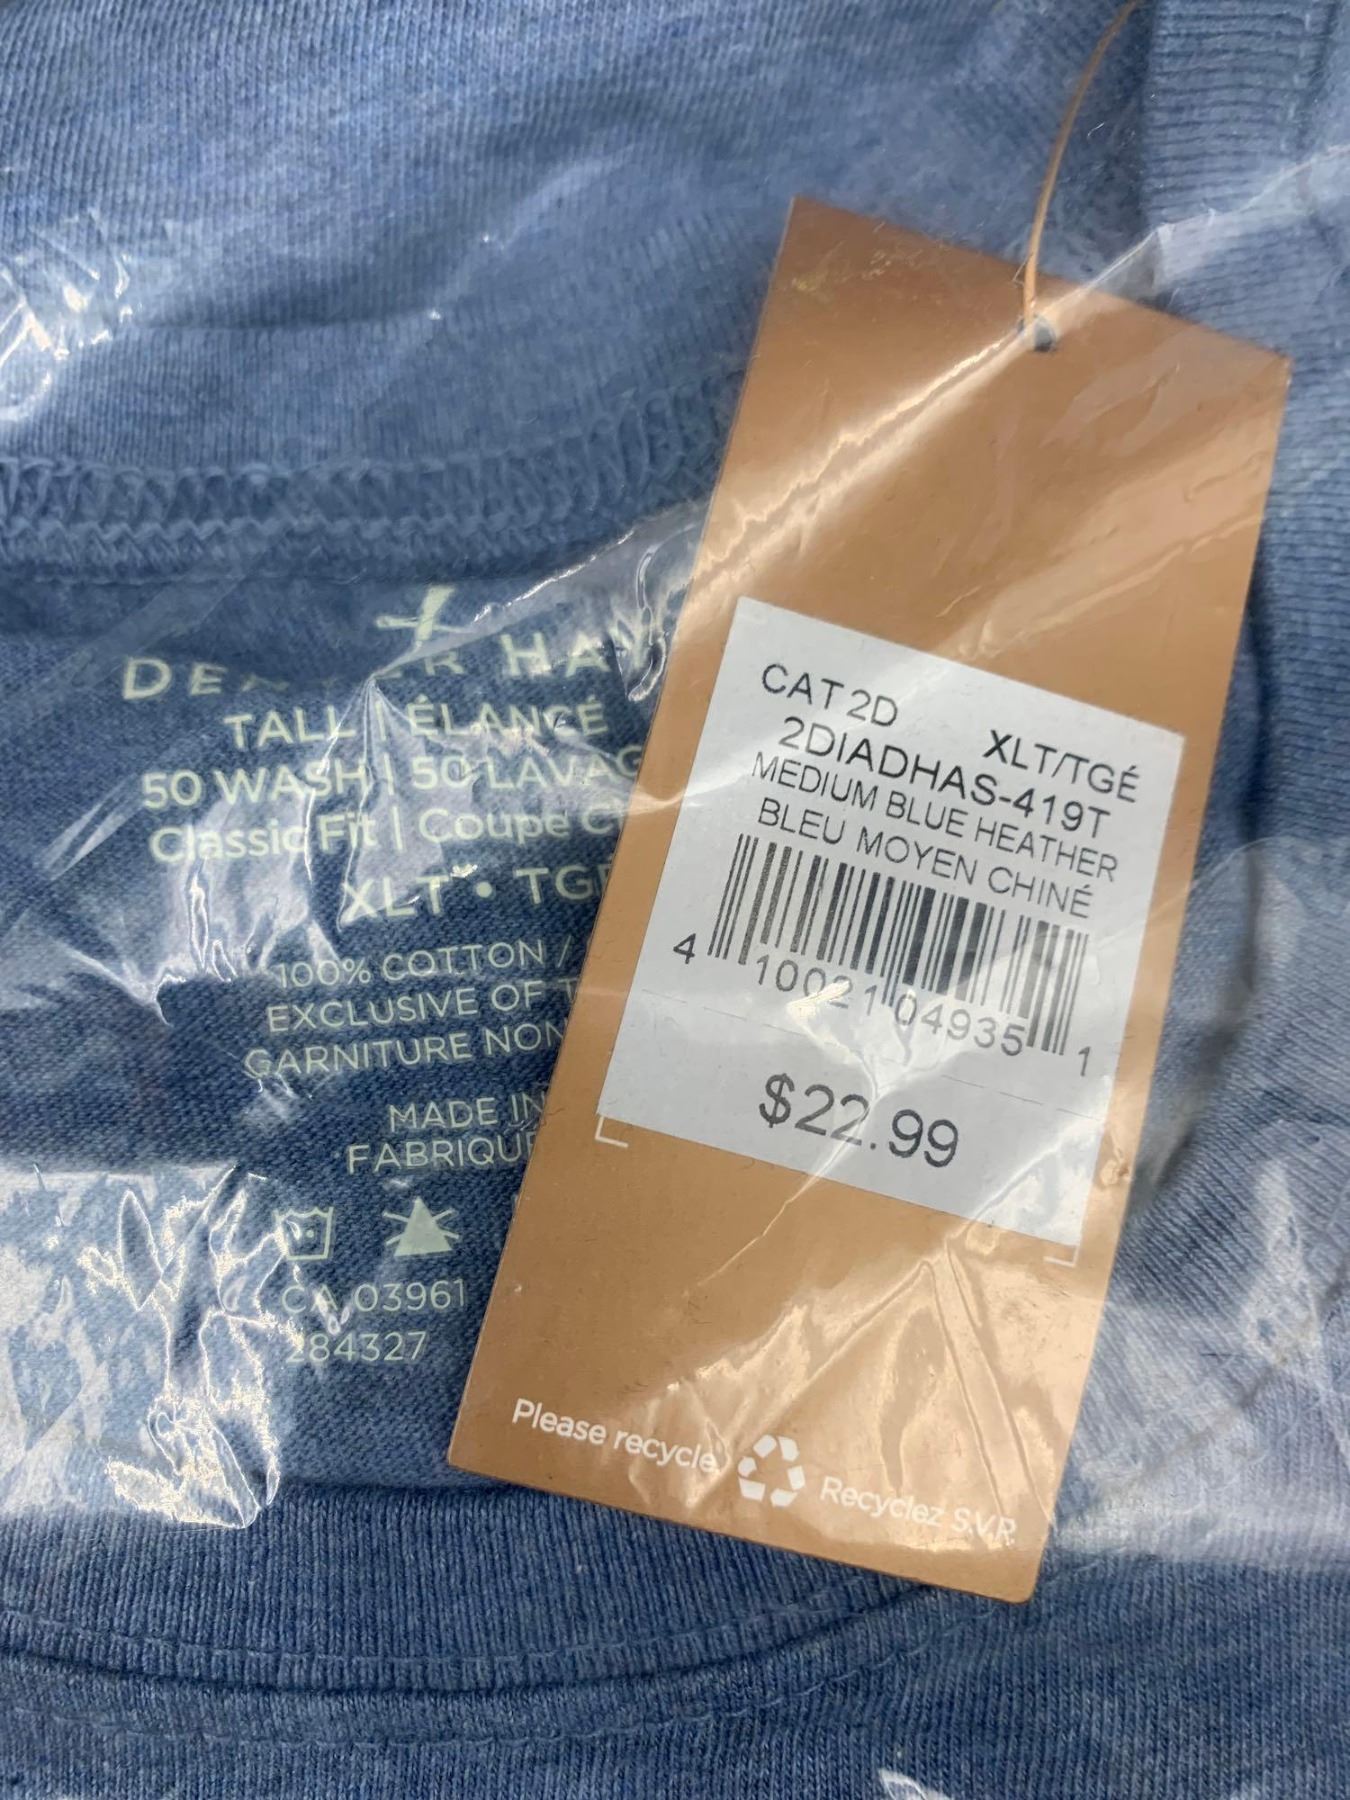 TALL | ÉLANCÉ
50 WASH | 50 LAVAG
Classic Fit | Coupe C
XLT • TG
100% COTTON /
EXCLUSIVE OF T
GARNITURE NON
MADE IN
FABRIQUE
CA 03961
284327
CAT 2D XLT/TGÉ
2DIADHAS-419T
MEDIUM BLUE HEATHER
BLEU MOYEN CHINÉ
4 10021 04935 1
$22.99
Please recycle Recyclez S.V.P.